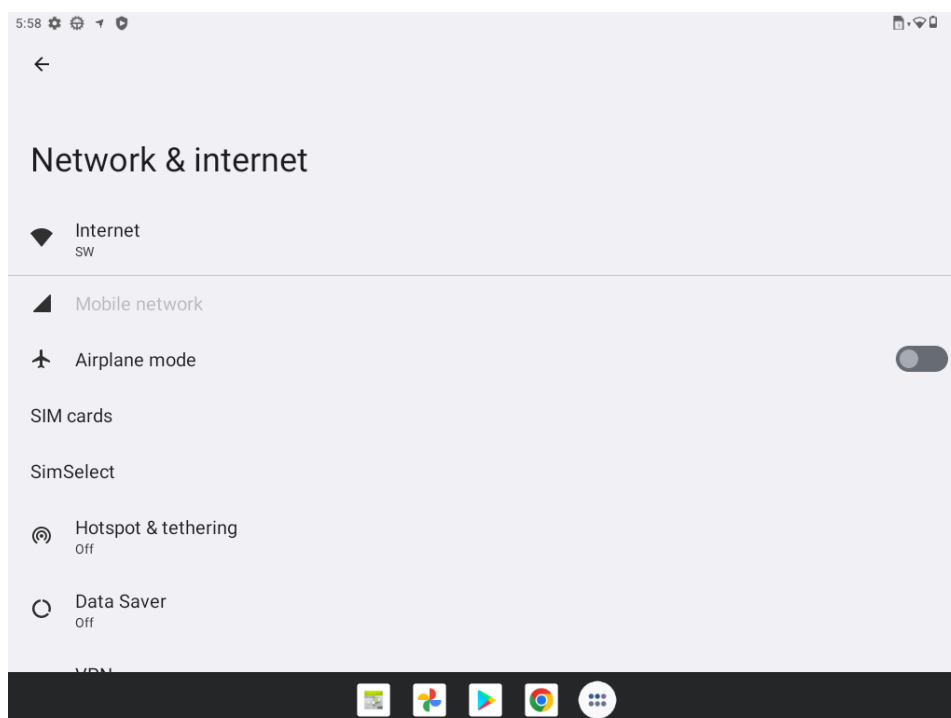 5:58
Network & internet
Internet
SW
Mobile network
Airplane mode
SIM cards
SimSelect
Hotspot & tethering
Off
Data Saver
Off
VPN